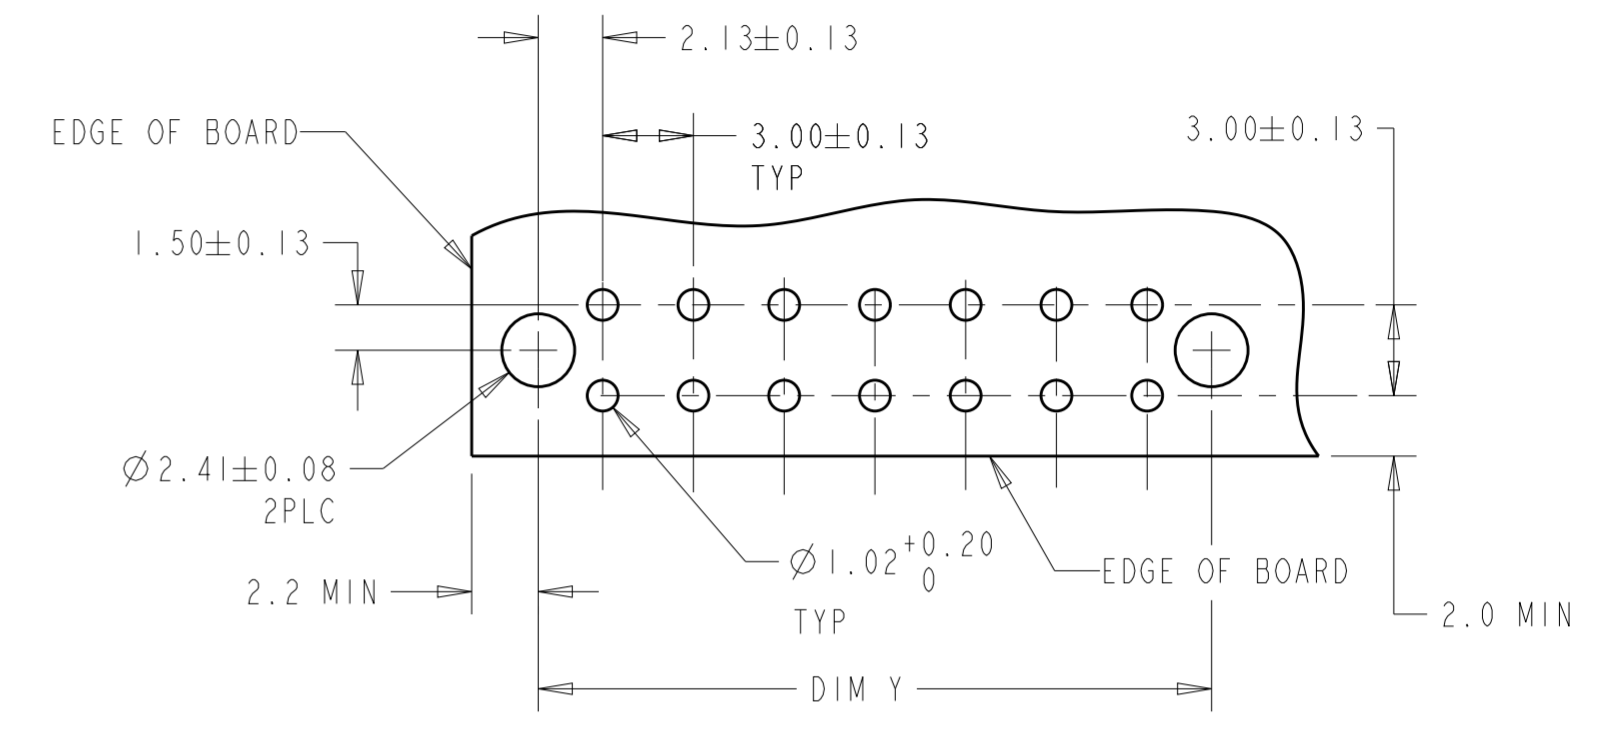 2.13±0.13
EDGE OF BOARD
3.00±0.13
TYP
3.00±0.13
1.50±0.13
Ø2.41±0.08
2PLC
Ø1.02 +0.20
0
TYP
EDGE OF BOARD
2.2 MIN
2.0 MIN
DIM Y